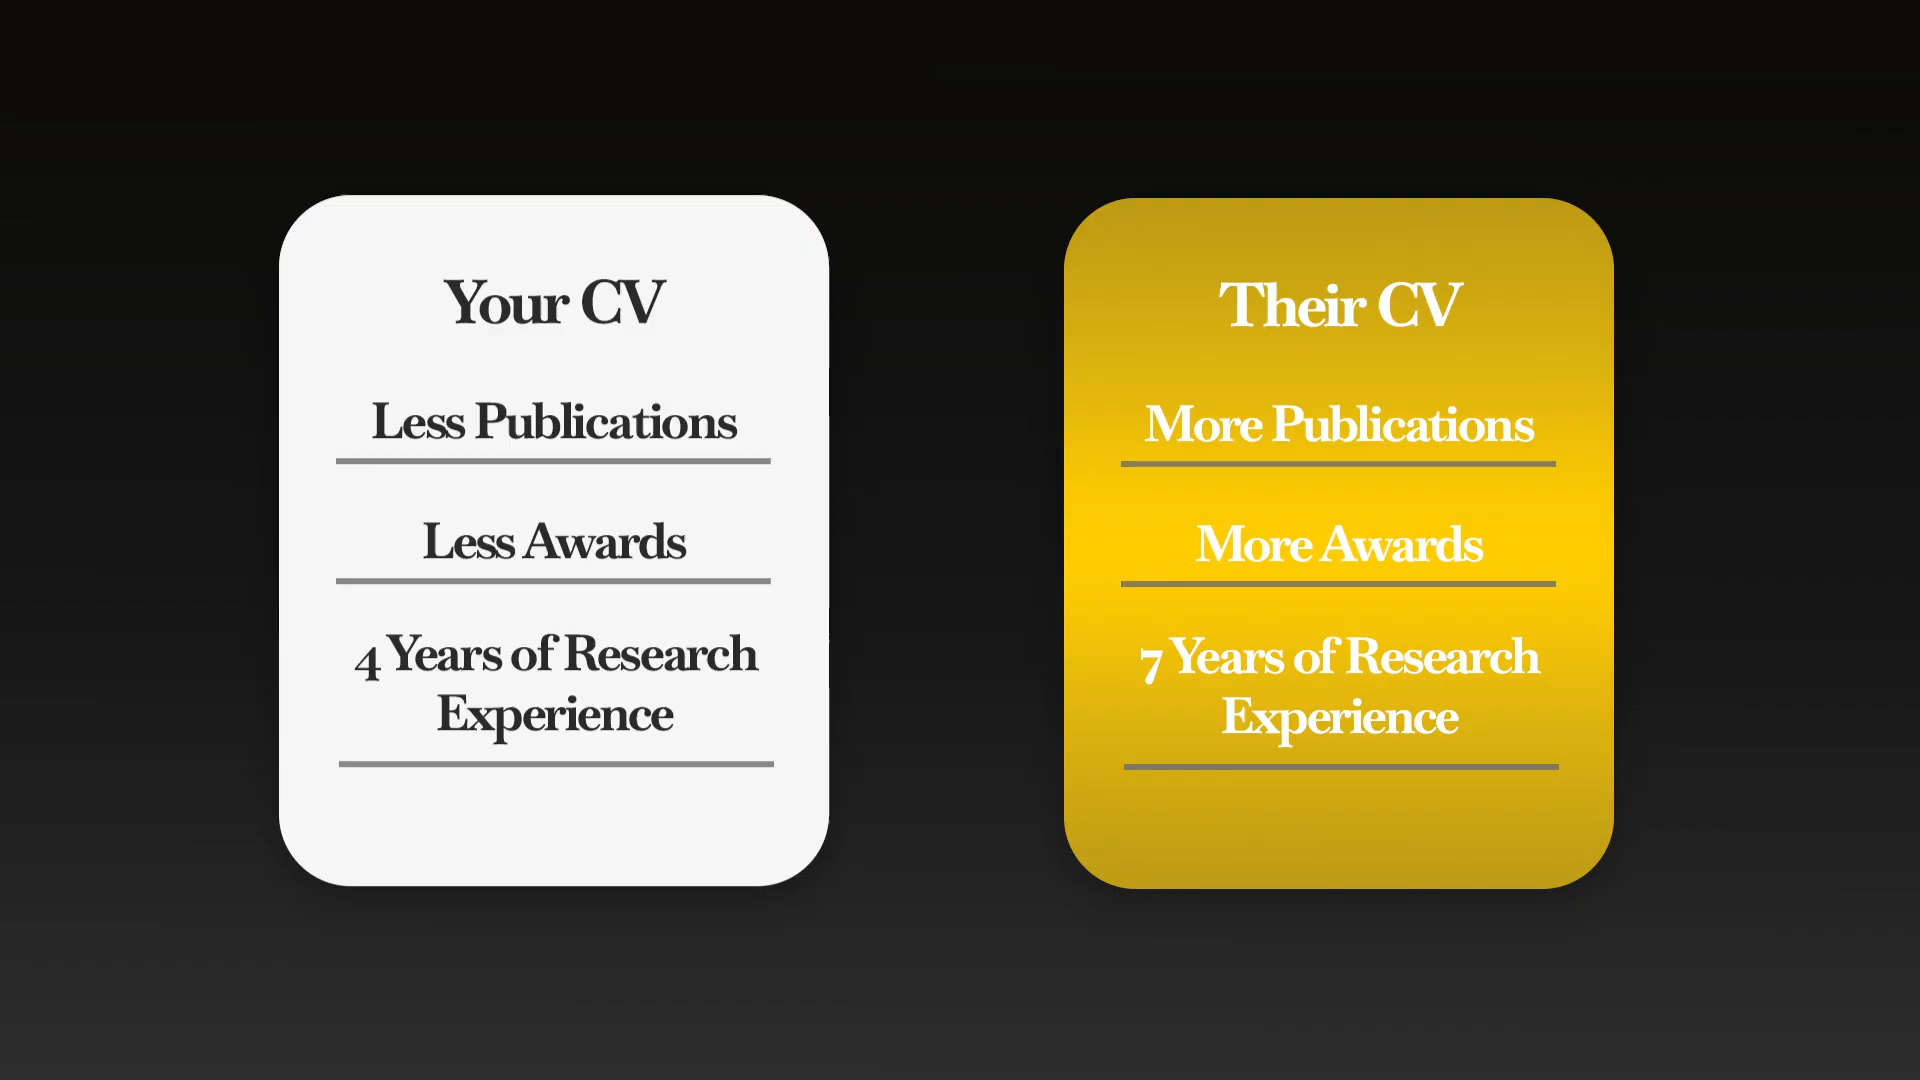 Your CV
Less Publications
Less Awards
4 Years of Research
Experience
Their CV
More Publications
More Awards
7 Years of Research
Experience